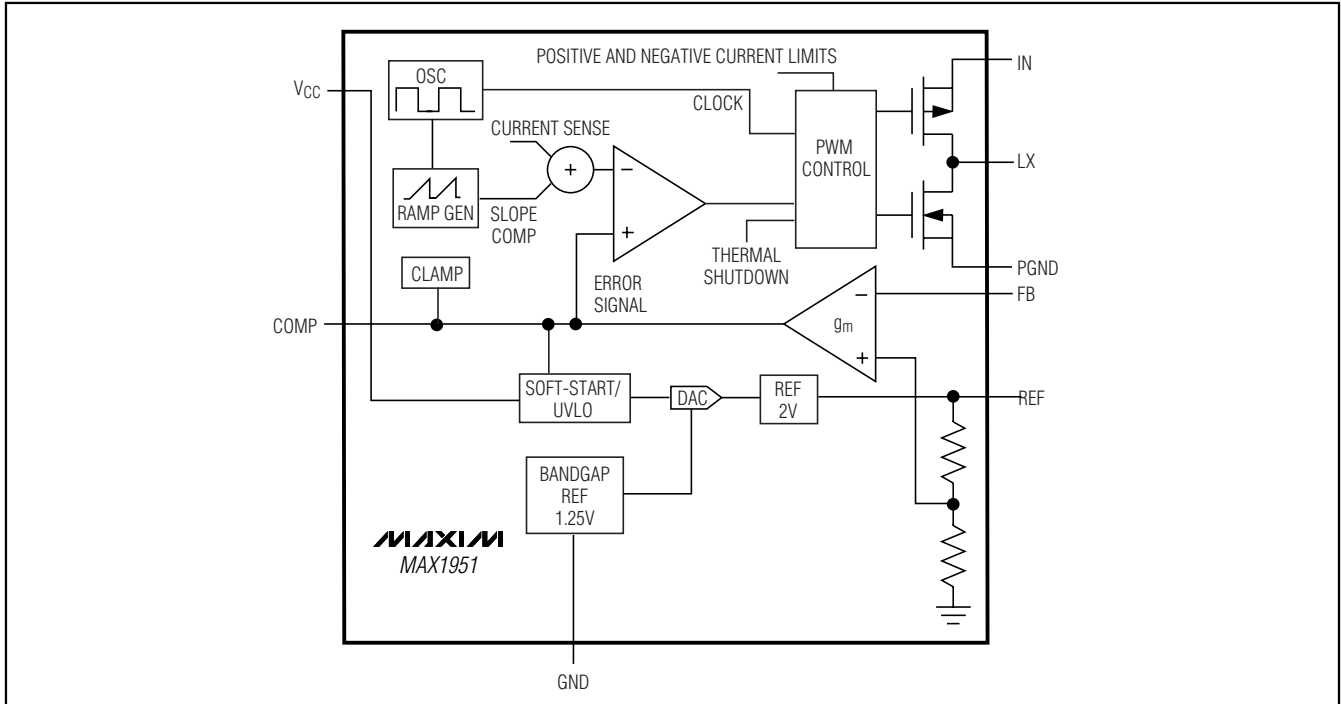 POSITIVE AND NEGATIVE CURRENT LIMITS
IN
OSC
VCC
CLOCK
CURRENT SENSE
PWM
CONTROL
+
−
LX
RAMP GEN
SLOPE
COMP
+
THERMAL
SHUTDOWN
PGND
CLAMP
ERROR
SIGNAL
−
FB
COMP
gm
+
SOFT-START/
UVLO
DAC
REF
2V
REF
BANDGAP
REF
1.25V
MAXIM
MAX1951
GND